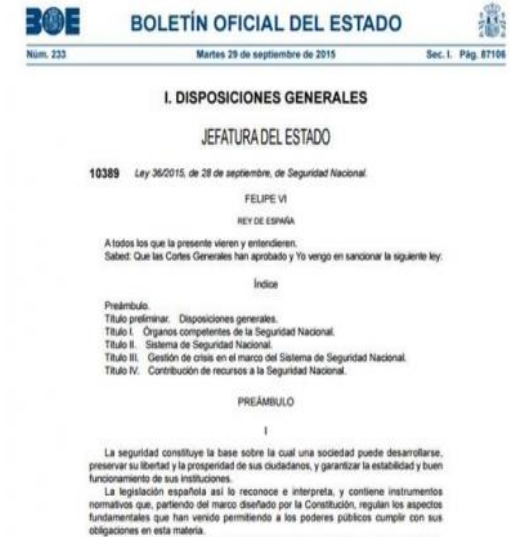 BOE
BOLETÍN OFICIAL DEL ESTADO
Núm. 233 Martes 29 de septiembre de 2015 Sec. I. Pág. 87106
I. DISPOSICIONES GENERALES
JEFATURA DEL ESTADO
10389 Ley 36/2015, de 28 de septiembre, de Seguridad Nacional.
FELIPE VI
REY DE ESPAÑA
A todos los que la presente vieren y entendieren.
Sabed: Que las Cortes Generales han aprobado y Yo vengo en sancionar la siguiente ley:
Índice
Preámbulo.
Título preliminar. Disposiciones generales.
Título I. Órganos competentes de la Seguridad Nacional.
Título II. Sistema de Seguridad Nacional.
Título III. Gestión de crisis en el marco del Sistema de Seguridad Nacional.
Título IV. Contribución de recursos a la Seguridad Nacional.
PREÁMBULO
I
La seguridad constituye la base sobre la cual una sociedad puede desarrollarse,
preservar su libertad y la prosperidad de sus ciudadanos, y garantizar la estabilidad y buen
funcionamiento de sus instituciones.
La legislación española así lo reconoce e interpreta, y contiene instrumentos
normativos que, partiendo del marco diseñado por la Constitución, regulan los aspectos
fundamentales que han venido permitiendo a los poderes públicos cumplir con sus
obligaciones en esta materia.